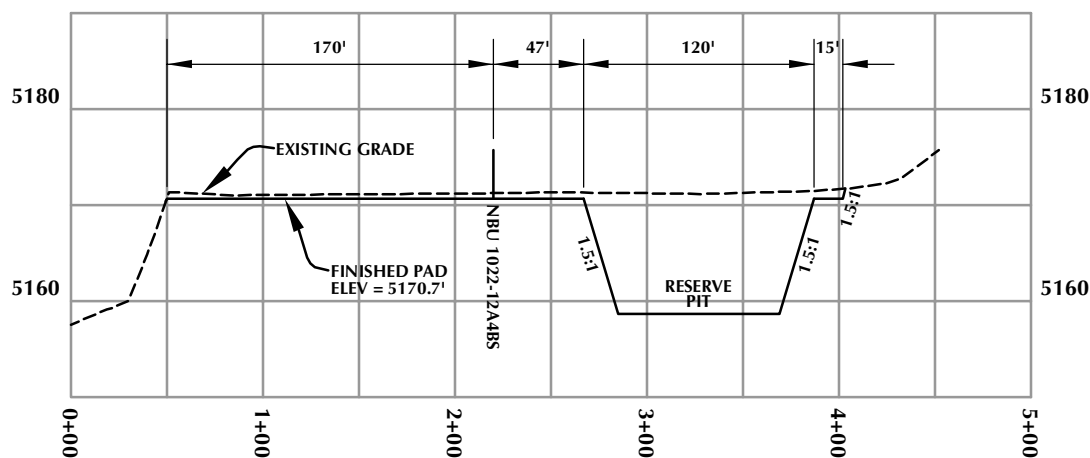 170' 47' 120' 15'
5180 5180
EXISTING GRADE
FINISHED PAD
ELEV = 5170.7'
NBU 1022-12A4BS
1.5:1
RESERVE
PIT
1.5:1
1.5:1
5160 5160
0+00 1+00 2+00 3+00 4+00 5+00